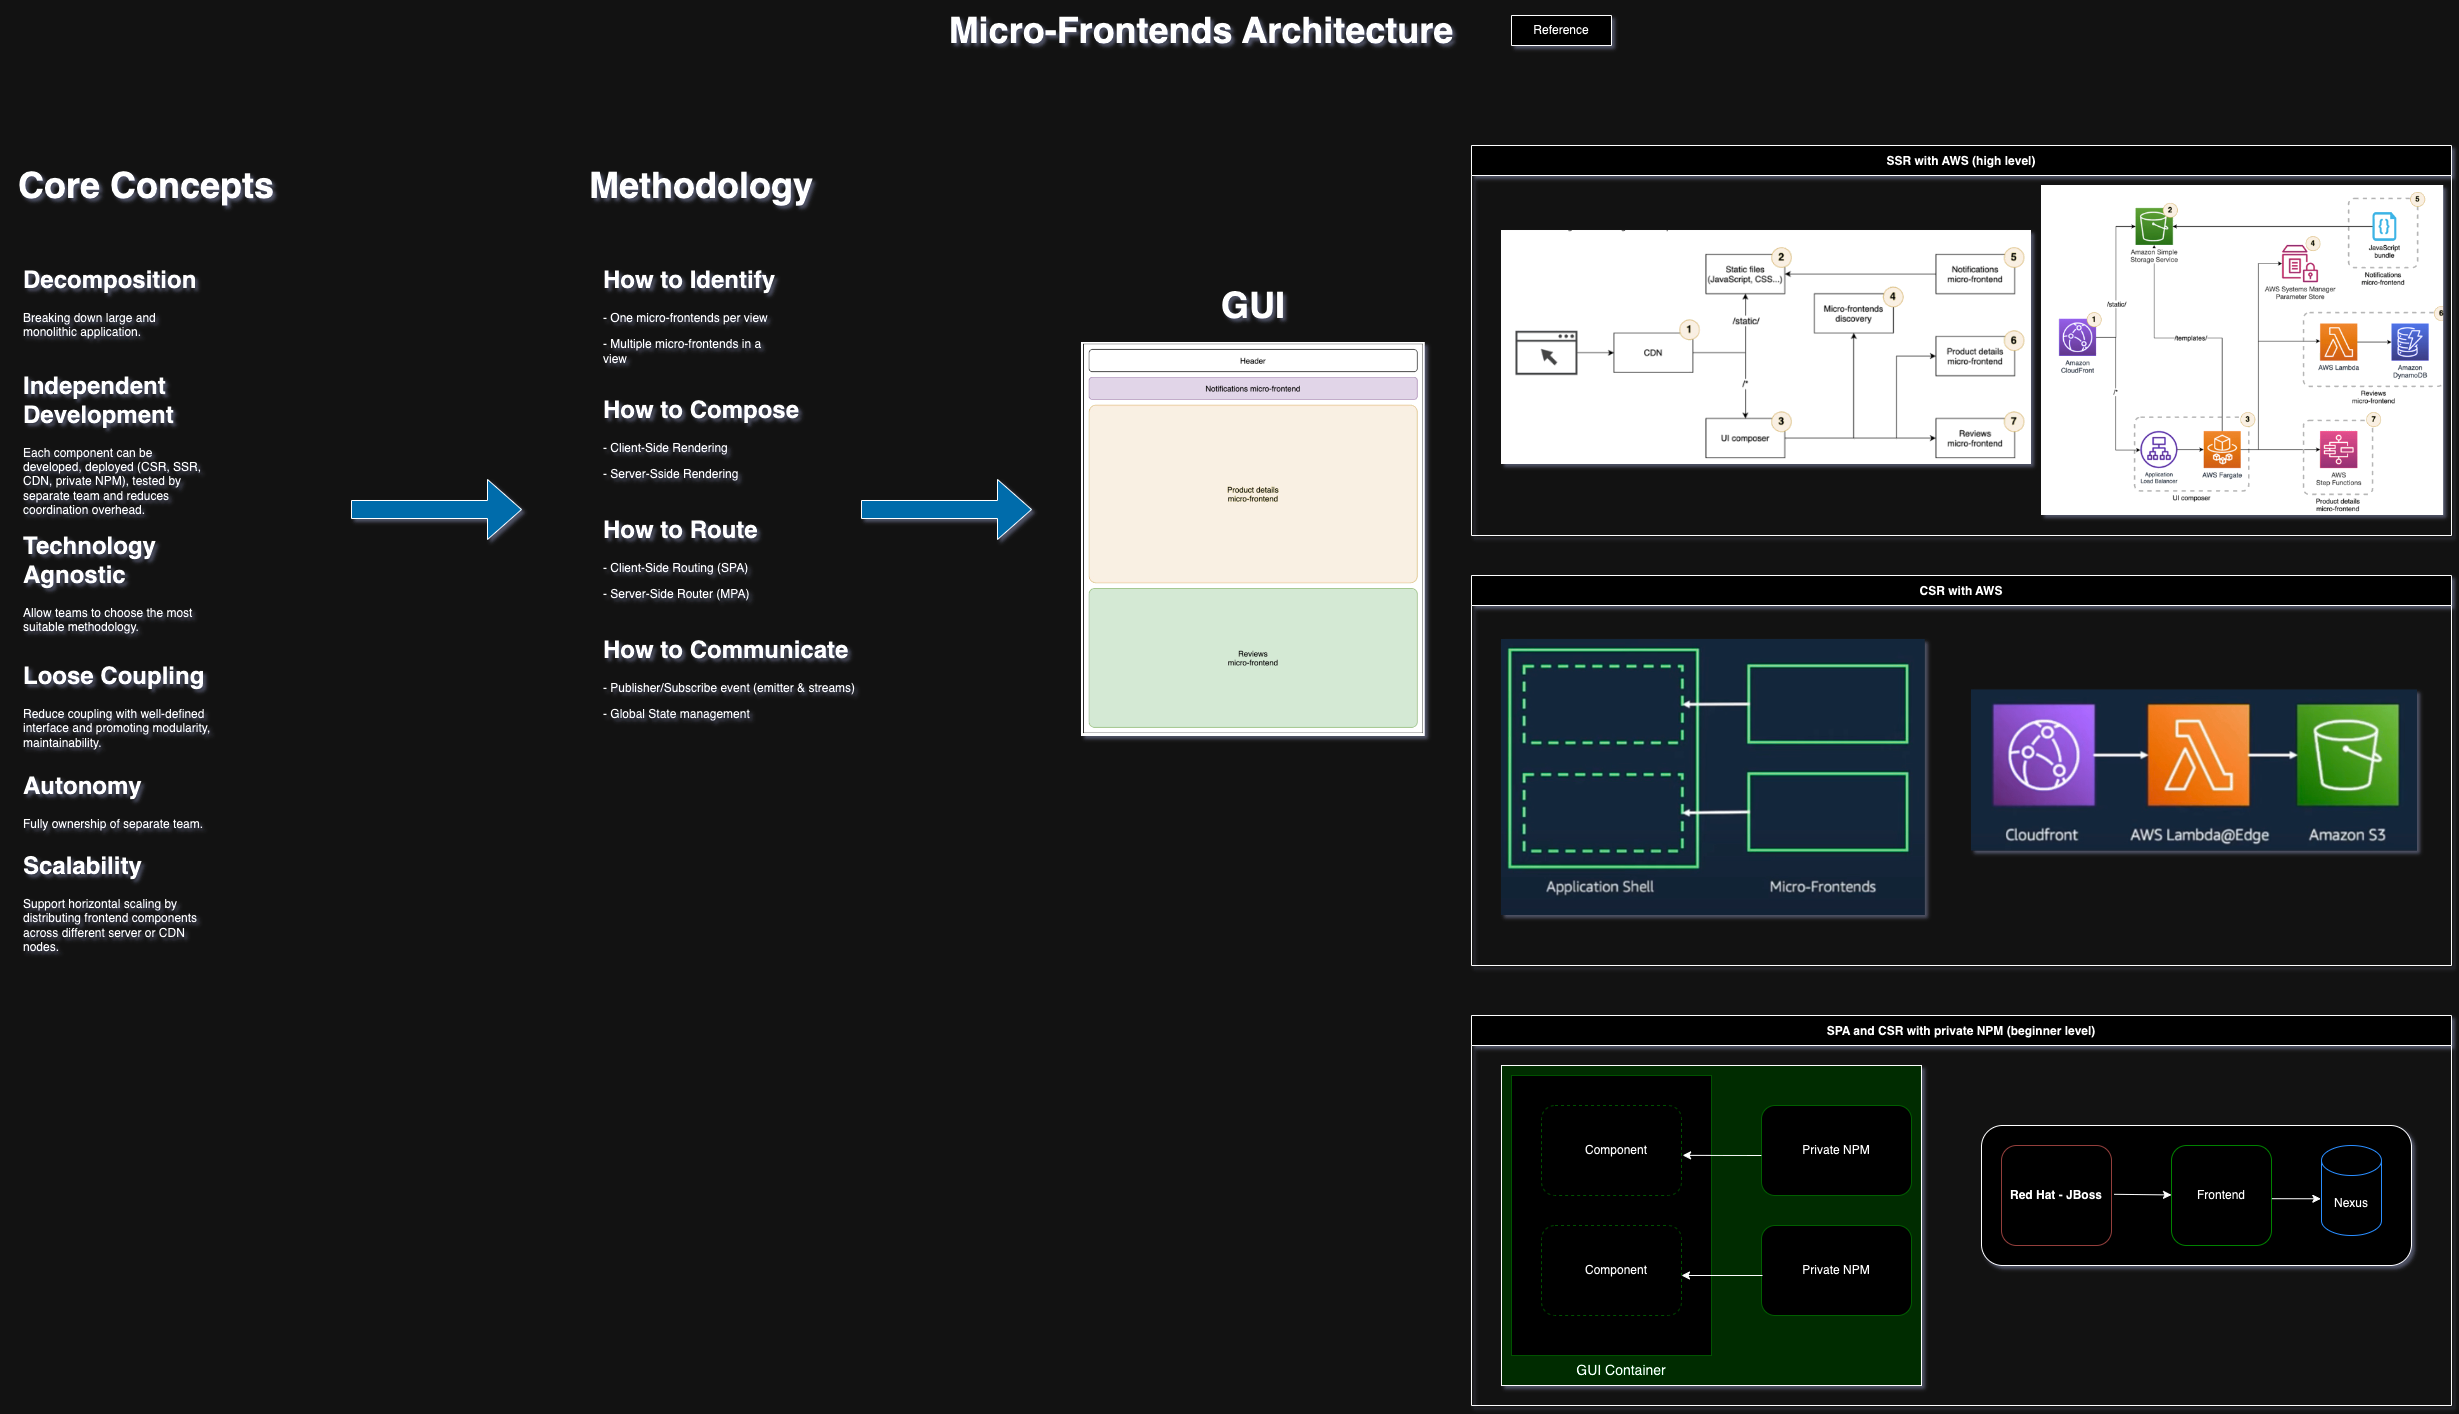 Micro-Frontends Architecture
Reference
Core Concepts
Decomposition
Breaking down large and
monolithic application.
Independent
Development
Each component can be
developed, deployed (CSR, SSR,
CDN, private NPM), tested by
separate team and reduces
coordination overhead.
Technology
Agnostic
Allow teams to choose the most
suitable methodology.
Loose Coupling
Reduce coupling with well-defined
interface and promoting modularity,
maintainability.
Autonomy
Fully ownership of separate team.
Scalability
Support horizontal scaling by
distributing frontend components
across different server or CDN
nodes.
Methodology
How to Identify
- One micro-frontends per view
- Multiple micro-frontends in a
view
How to Compose
- Client-Side Rendering
- Server-Sside Rendering
How to Route
- Client-Side Routing (SPA)
- Server-Side Router (MPA)
How to Communicate
- Publisher/Subscribe event (emitter & streams)
- Global State management
GUI
Header
Notifications micro-frontend
Product details
micro-frontend
Reviews
micro-frontend
SSR with AWS (high level)
2
Static files
(JavaScript, CSS...)
5
Notifications
micro-frontend
4
Micro-frontends
discovery
/static/
1
CDN
6
Product details
micro-frontend
/*
3
UI composer
7
Reviews
micro-frontend
5
2
Amazon Simple
Storage Service
JavaScript
bundle
Notifications
micro-frontend
4
AWS Systems Manager
Parameter Store
/static/
1
Amazon
CloudFront
/templates/
6
AWS Lambda
Amazon
DynamoDB
Reviews
micro-frontend
/*
3
Application
Load Balancer
AWS Fargate
UI composer
7
AWS
Step Functions
Product details
micro-frontend
CSR with AWS
Application Shell
Micro-Frontends
Cloudfront
AWS Lambda@Edge
Amazon S3
SPA and CSR with private NPM (beginner level)
Component
Private NPM
Component
Private NPM
GUI Container
Red Hat - JBoss
Frontend
Nexus